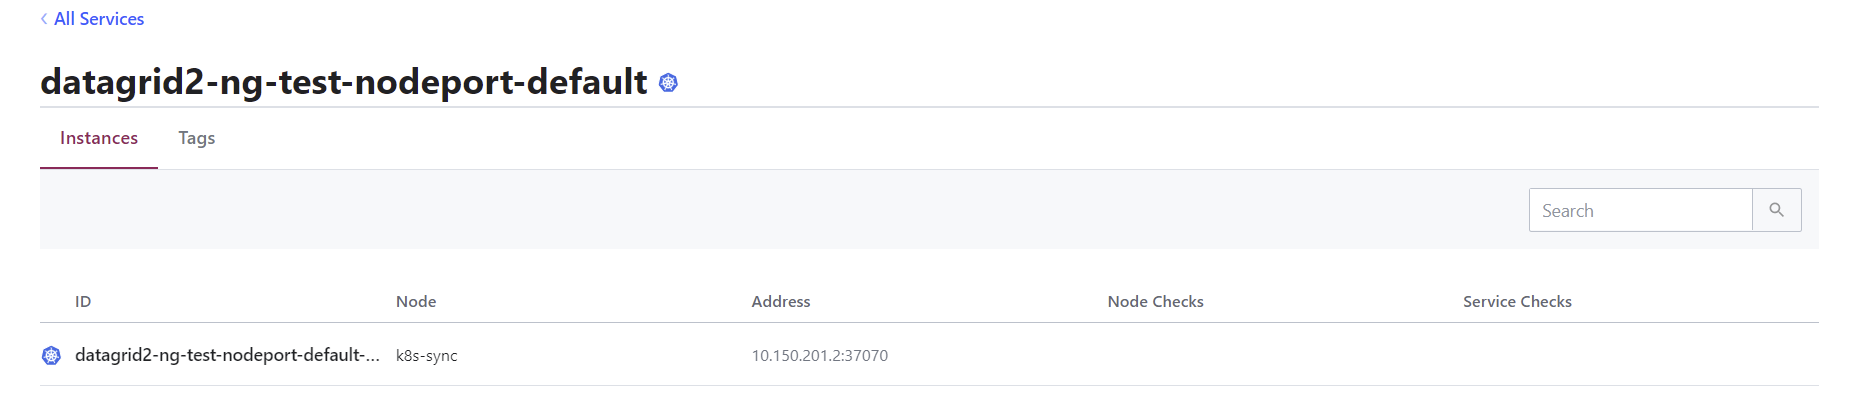 All Services
datagrid2-ng-test-nodeport-default
Instances Tags
Search
ID Node Address Node Checks Service Checks
datagrid2-ng-test-nodeport-default-... k8s-sync 10.150.201.2:37070